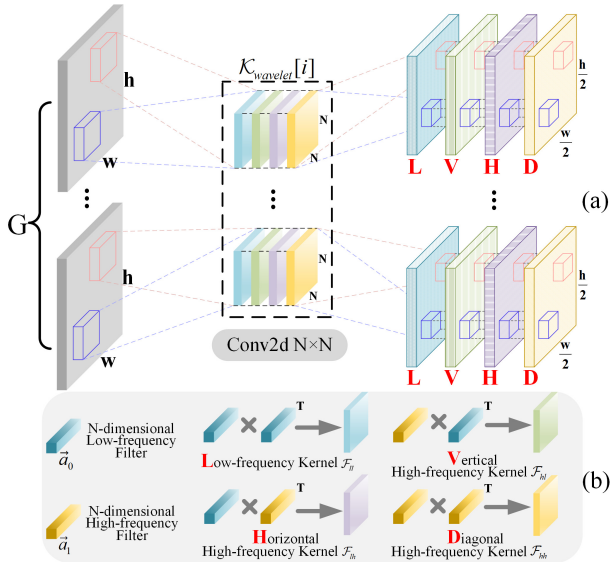 h
w
G
h
w
𝒦wavelet[i]
N
N
N
N
Conv2d N×N
L V H D
h/2
w/2
(a)
L V H D
h/2
w/2
a⃗0
N-dimensional
Low-frequency
Filter
T
Low-frequency Kernel ℱll
T
Vertical
High-frequency Kernel ℱhl
(b)
a⃗1
N-dimensional
High-frequency
Filter
T
Horizontal
High-frequency Kernel ℱlh
T
Diagonal
High-frequency Kernel ℱhh